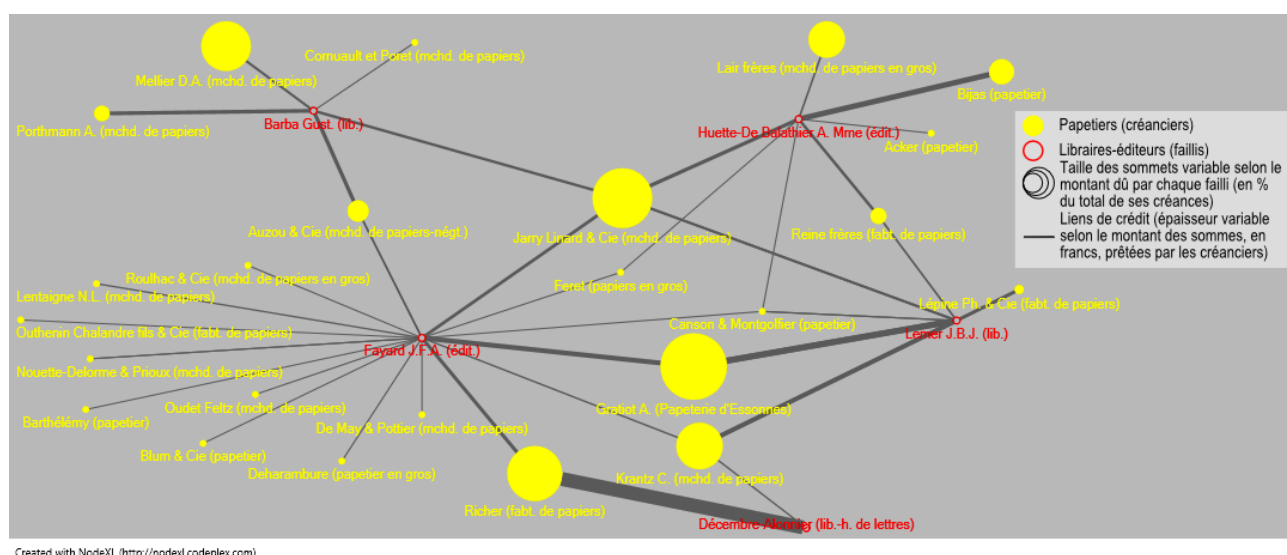 Cornuault et Poret (mchd. de papiers)
Mellier D.A. (mchd. de papiers)
Lair frères (mchd. de papiers en gros)
Bijas (papetier)
Porthmann A. (mchd. de papiers)
Barba Gust. (lib.)
Huette-De Balathier A. Mme (édit.)
Acker (papetier)
Papetiers (créanciers)
Libraires-éditeurs (faillis)
Taille des sommets variable selon le
montant dû par chaque failli (en %
du total de ses créances)
Liens de crédit (épaisseur variable
selon le montant des sommes, en
francs, prêtées par les créanciers)
Auzou & Cie (mchd. de papiers-négt.)
Jarry Linard & Cie (mchd. de papiers)
Reine frères (fabt. de papiers)
Roulhac & Cie (mchd. de papiers en gros)
Feret (papiers en gros)
Lentaigne N.L. (mchd. de papiers)
Lépine Ph. & Cie (fabt. de papiers)
Outhenin Chalandre fils & Cie (fabt. de papiers)
Canson & Montgolfier (papetier)
Lemer J.B.J. (lib.)
Fayard J.F.A. (édit.)
Nouette-Delorme & Prioux (mchd. de papiers)
Oudet Feltz (mchd. de papiers)
Gratiot A. (Papeterie d'Essonnes)
Barthélémy (papetier)
De May & Pottier (mchd. de papiers)
Blum & Cie (papetier)
Deharambure (papetier en gros)
Krantz C. (mchd. de papiers)
Richer (fabt. de papiers)
Décembre Alonnier (lib.-h. de lettres)
Created with NodeXL (http://nodexl.codeplex.com)